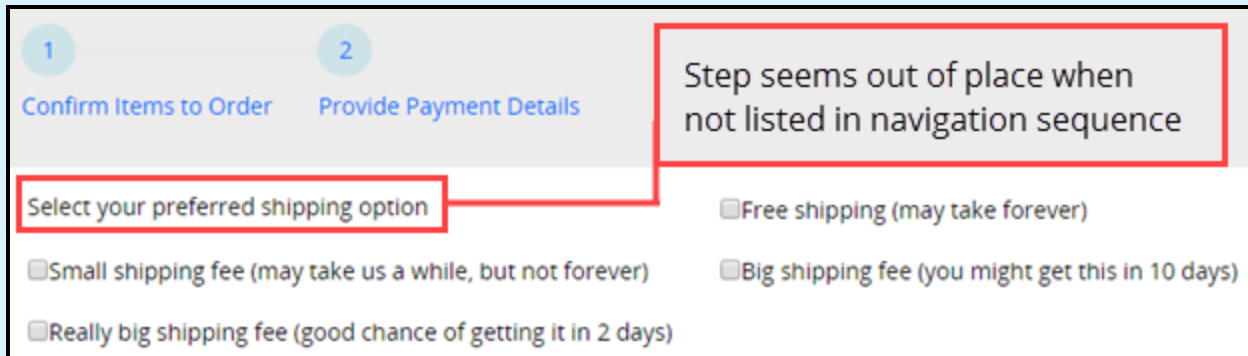 1
2
Confirm Items to Order
Provide Payment Details
Step seems out of place when
not listed in navigation sequence
Select your preferred shipping option
Free shipping (may take forever)
Small shipping fee (may take us a while, but not forever)
Big shipping fee (you might get this in 10 days)
Really big shipping fee (good chance of getting it in 2 days)